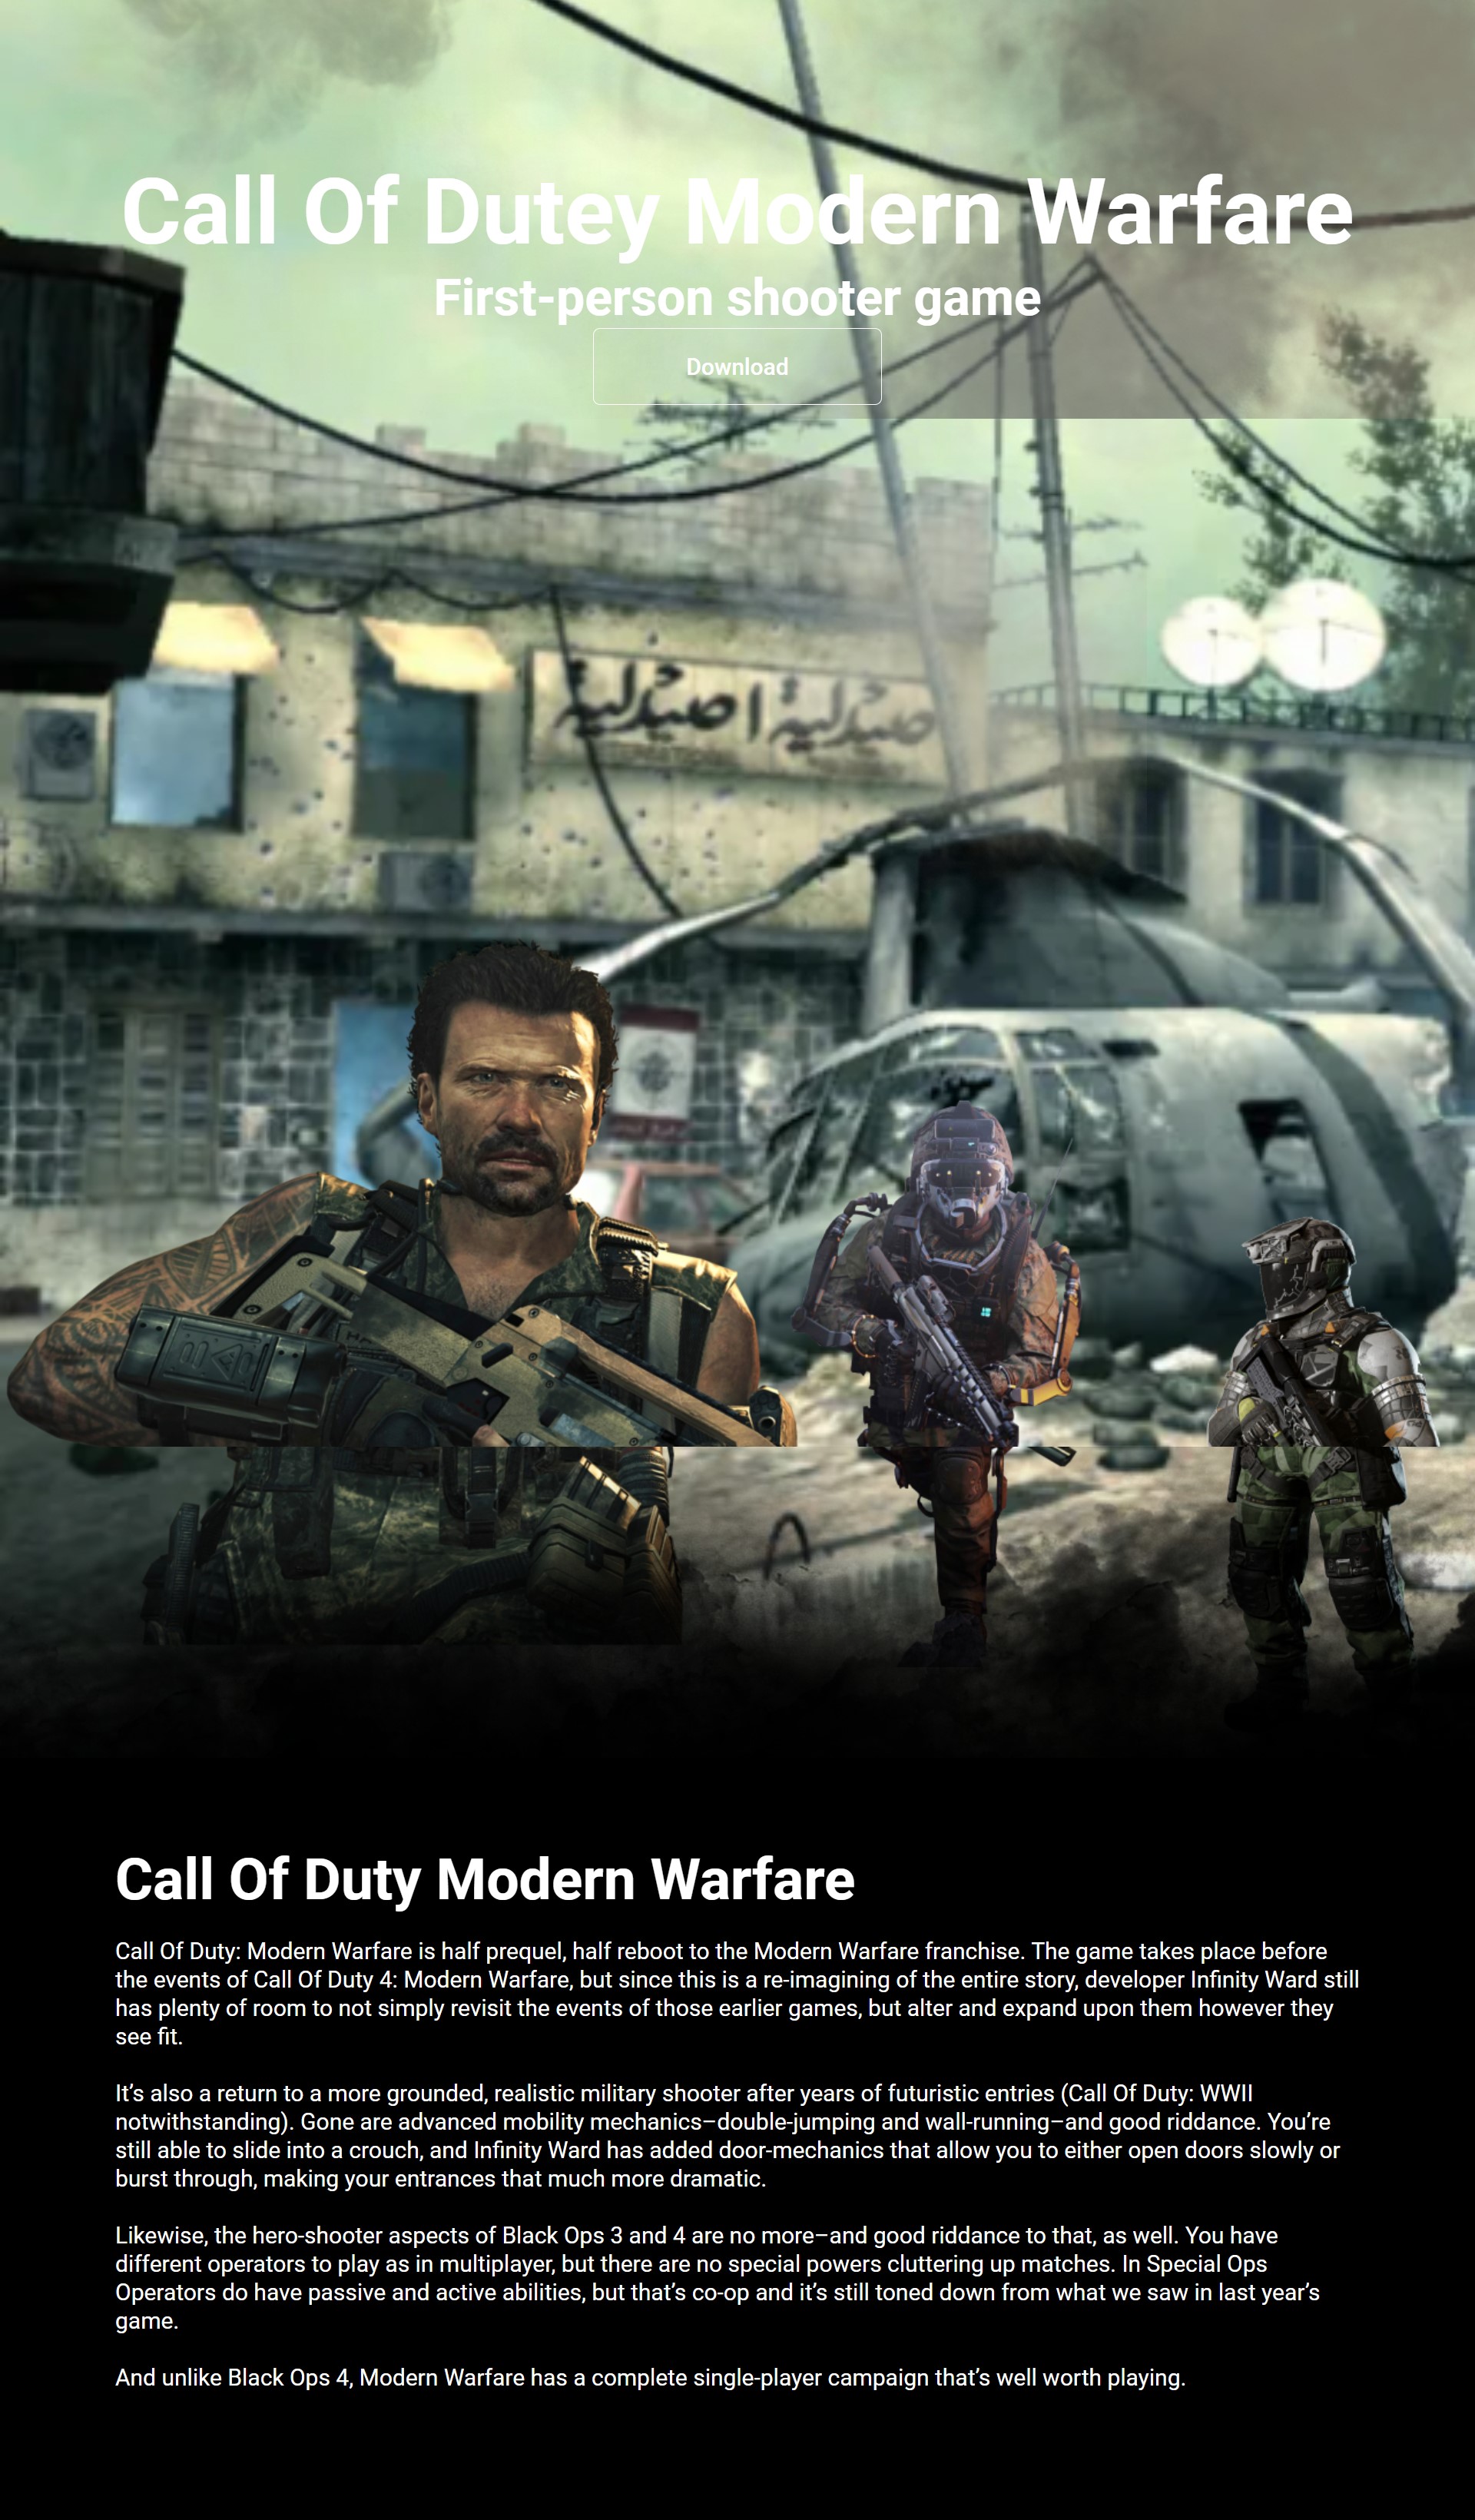 Call Of Dutey Modern Warfare
First-person shooter game
Download
صيدلية | صيدلية
Call Of Duty Modern Warfare
Call Of Duty: Modern Warfare is half prequel, half reboot to the Modern Warfare franchise. The game takes place before
the events of Call Of Duty 4: Modern Warfare, but since this is a re-imagining of the entire story, developer Infinity Ward still
has plenty of room to not simply revisit the events of those earlier games, but alter and expand upon them however they
see fit.
It’s also a return to a more grounded, realistic military shooter after years of futuristic entries (Call Of Duty: WWII
notwithstanding). Gone are advanced mobility mechanics–double-jumping and wall-running–and good riddance. You’re
still able to slide into a crouch, and Infinity Ward has added door-mechanics that allow you to either open doors slowly or
burst through, making your entrances that much more dramatic.
Likewise, the hero-shooter aspects of Black Ops 3 and 4 are no more–and good riddance to that, as well. You have
different operators to play as in multiplayer, but there are no special powers cluttering up matches. In Special Ops
Operators do have passive and active abilities, but that’s co-op and it’s still toned down from what we saw in last year’s
game.
And unlike Black Ops 4, Modern Warfare has a complete single-player campaign that’s well worth playing.